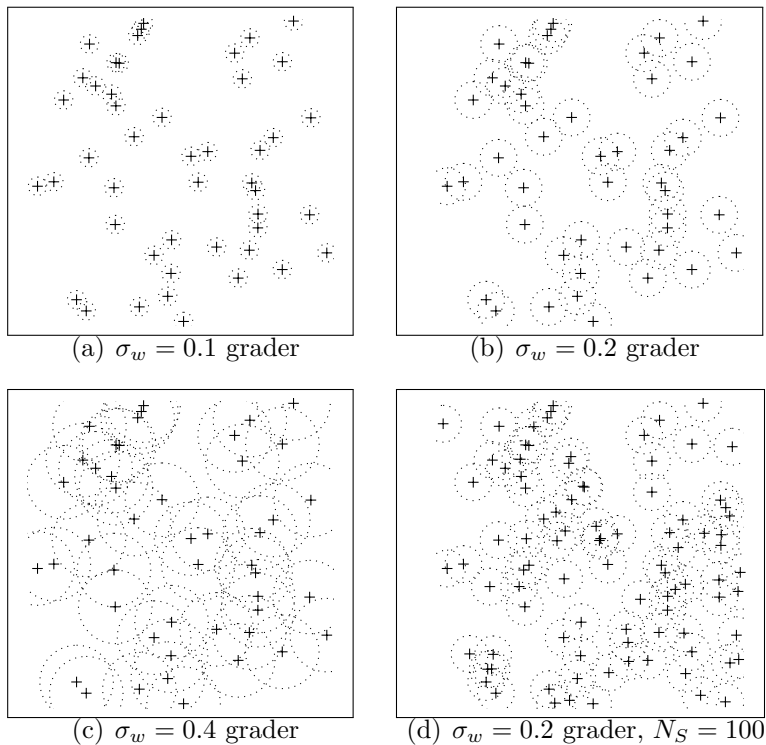 (a) σ_w = 0.1 grader
(b) σ_w = 0.2 grader
(c) σ_w = 0.4 grader
(d) σ_w = 0.2 grader, N_S = 100